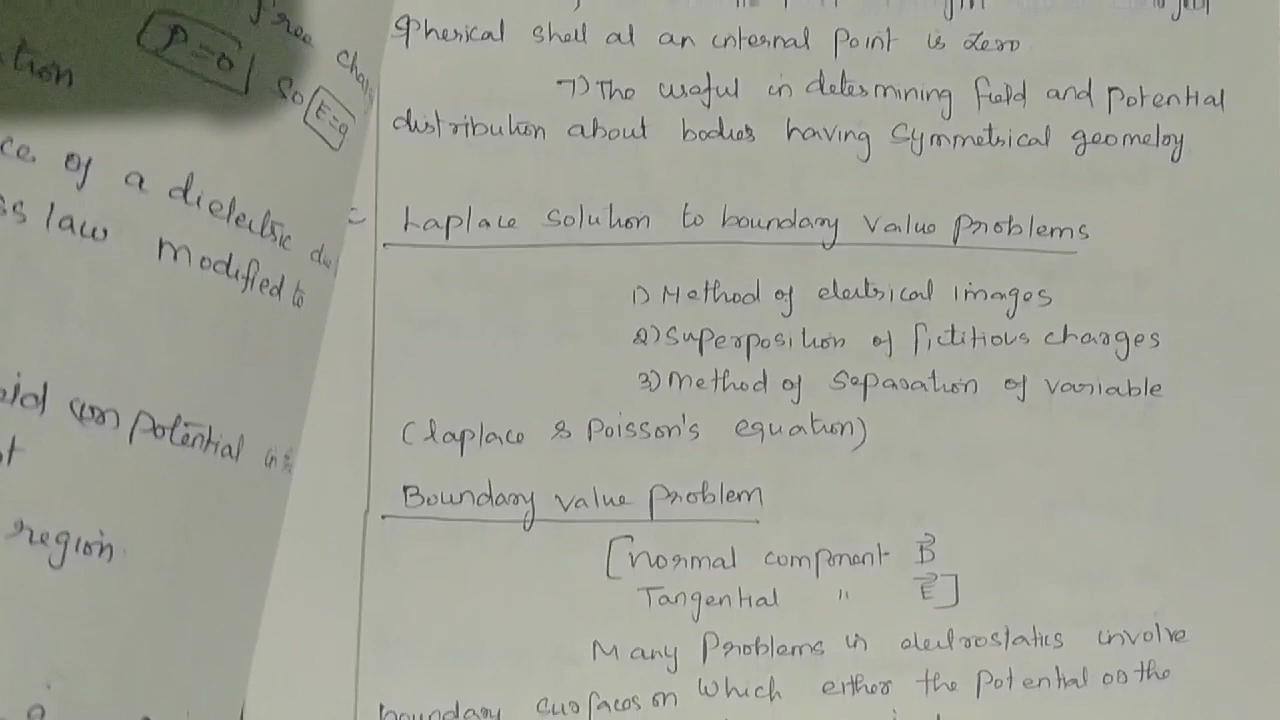 Free
tion
P=0
So E=
ce of a dielectric
ss law modified to
potential
region
Spherical shell at an internal point is zero
7) The useful in determining field and potential
distribution about bodies having symmetrical geomeloy
Laplace solution to boundary value problems
1) Method of electrical images
2) Superposition of fictitious charges
3) Method of separation of variable
(laplace & poisson's equation)
Boundary value problem
[normal component B⃗
Tangential " E⃗]
Many problems in electrostatics involve
boundary surfaces on which either the potential or the